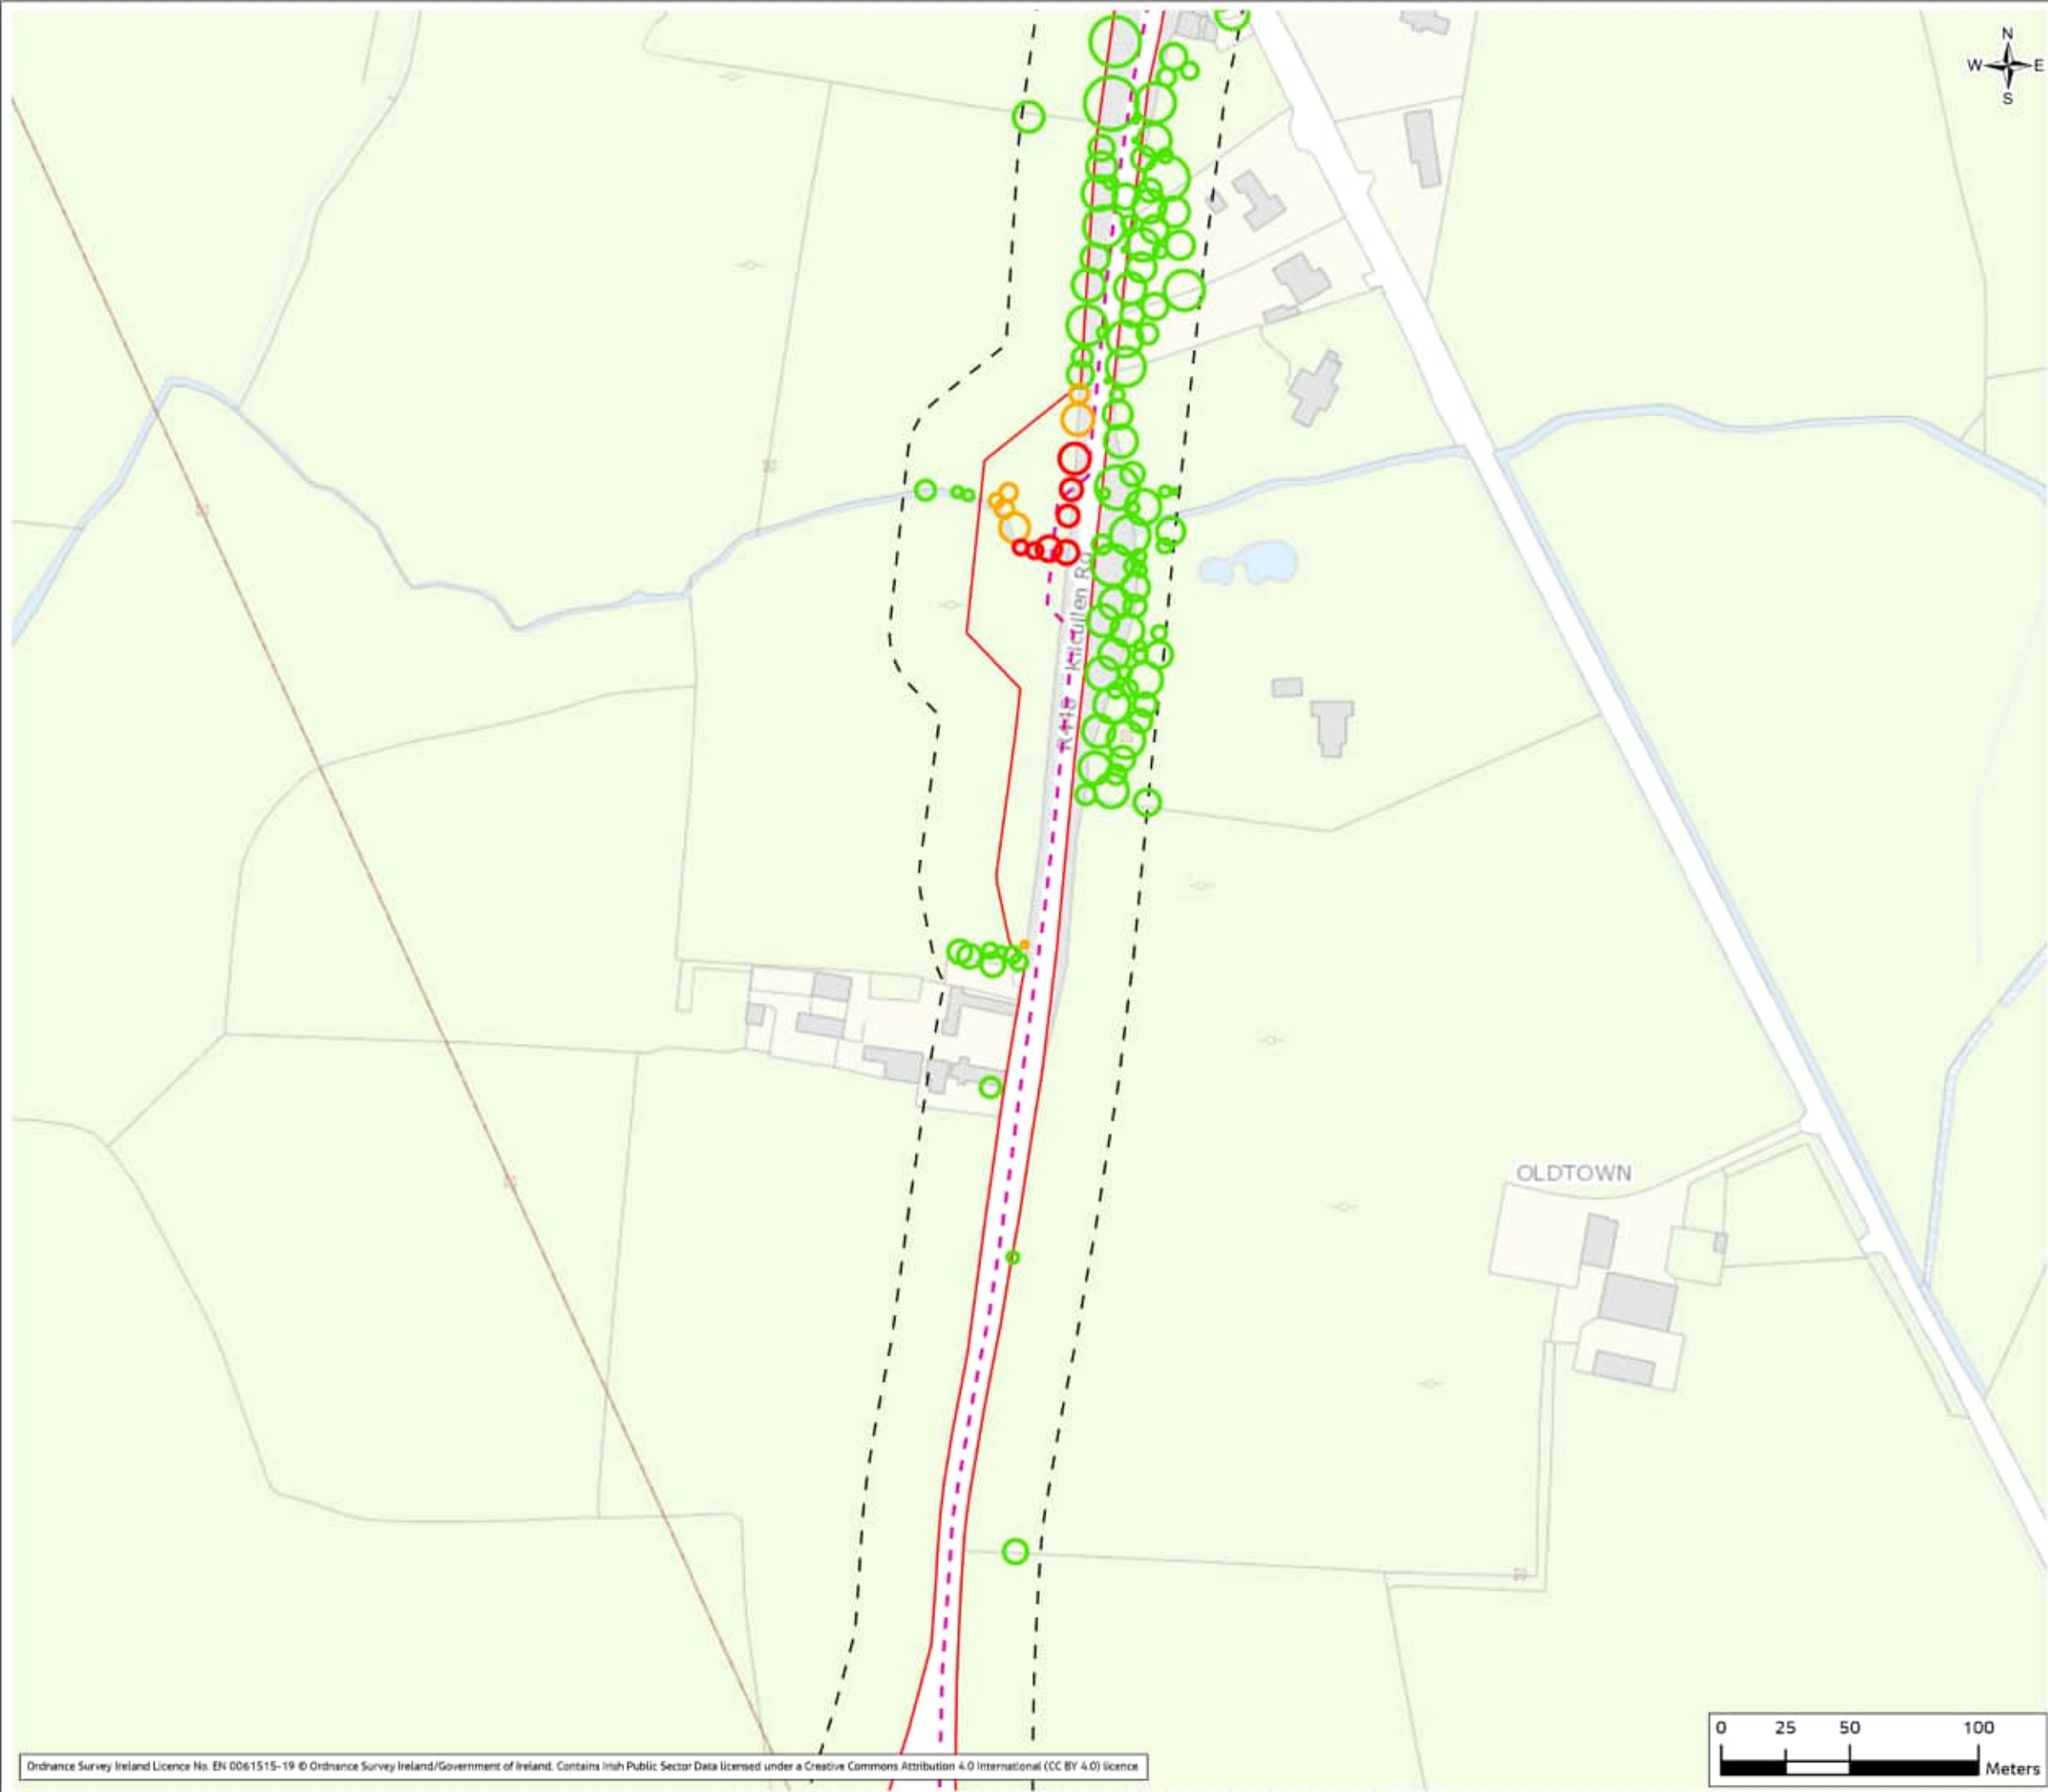 N
W E
S
R448 Kilcullen Rd
OLDTOWN
0 25 50 100
Meters
Ordnance Survey Ireland Licence No. EN 0061515-19 © Ordnance Survey Ireland/Government of Ireland. Contains Irish Public Sector Data licensed under a Creative Commons Attribution 4.0 International (CC BY 4.0) licence